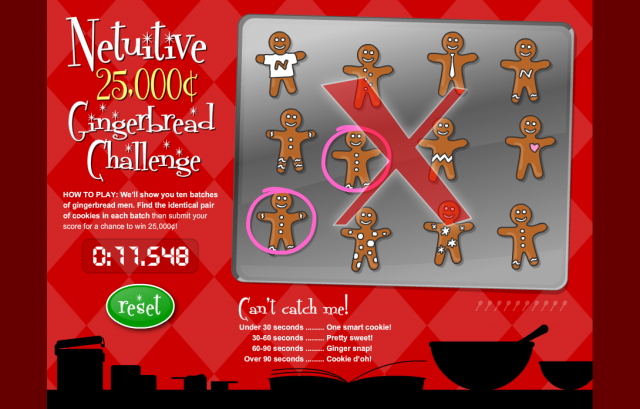 Netuitive
25,000¢
Gingerbread
Challenge
HOW TO PLAY: We'll show you ten batches
of gingerbread men. Find the identical pair
of cookies in each batch then submit your
score for a chance to win 25,000¢!
0:77.548
reset
N
N
Can't catch me!
Under 30 seconds ......... One smart cookie!
30-60 seconds ......... Pretty sweet!
60-90 seconds ......... Ginger snap!
Over 90 seconds ......... Cookie d'oh!